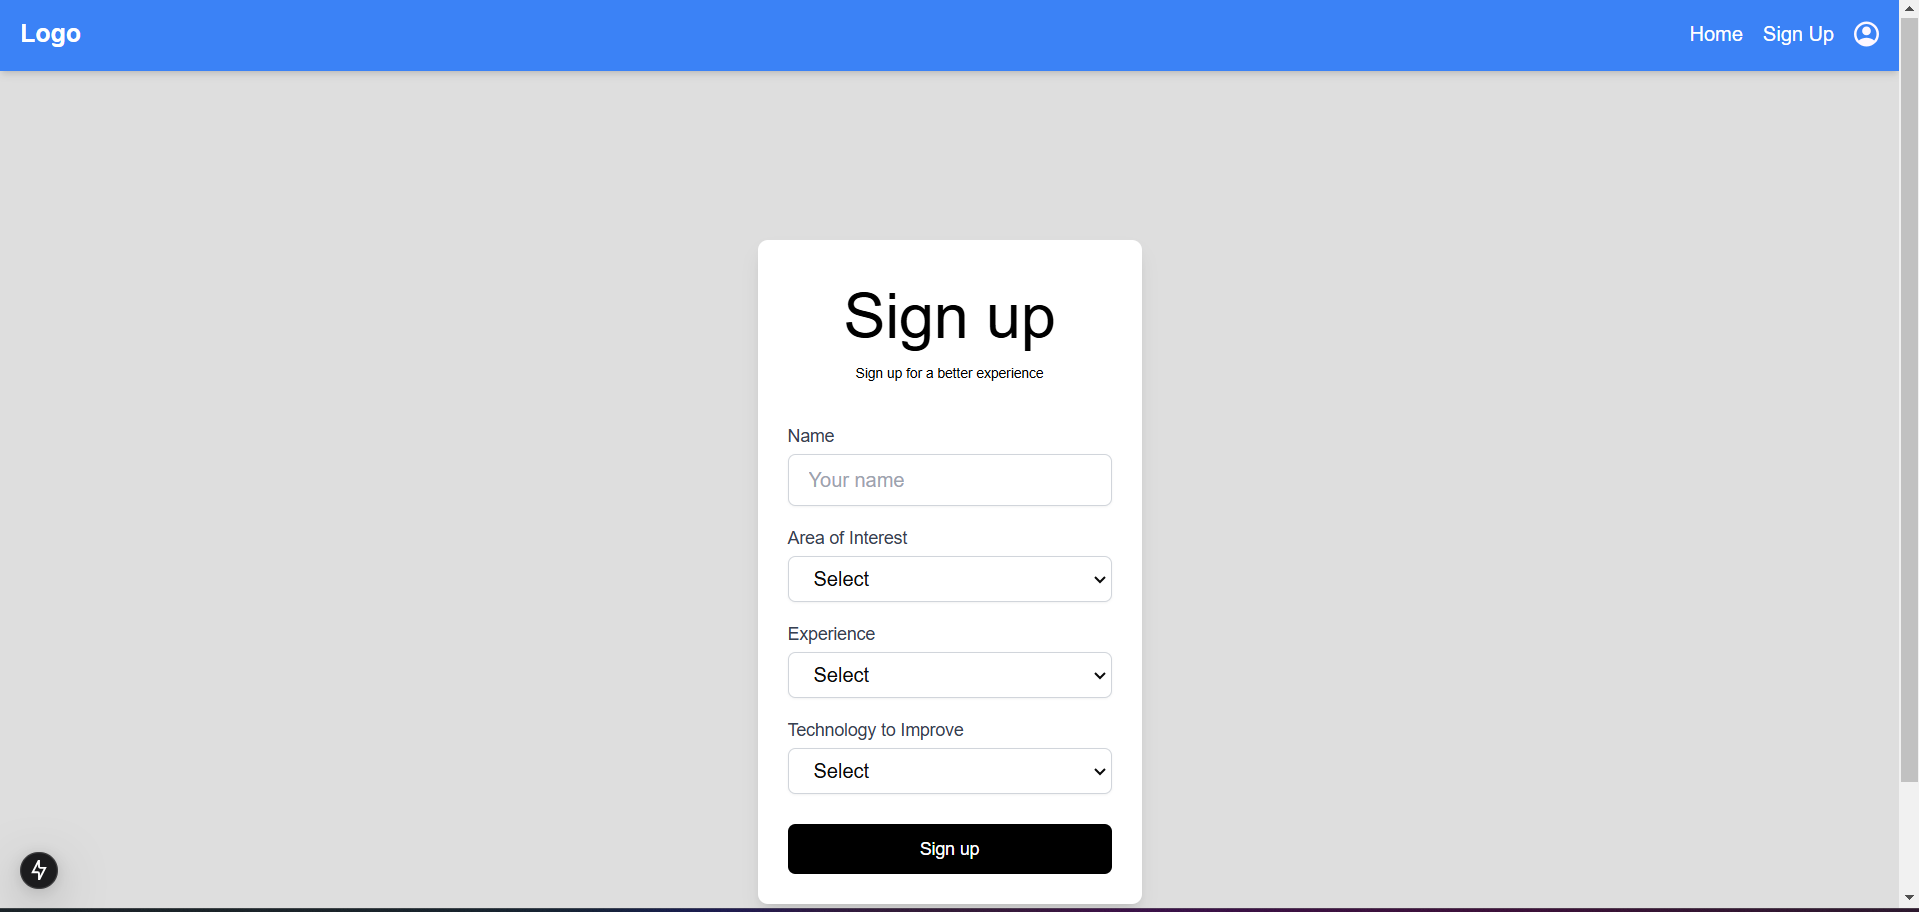 Logo
Home
Sign Up
Sign up
Sign up for a better experience
Name
Your name
Area of Interest
Select
Experience
Select
Technology to Improve
Select
Sign up